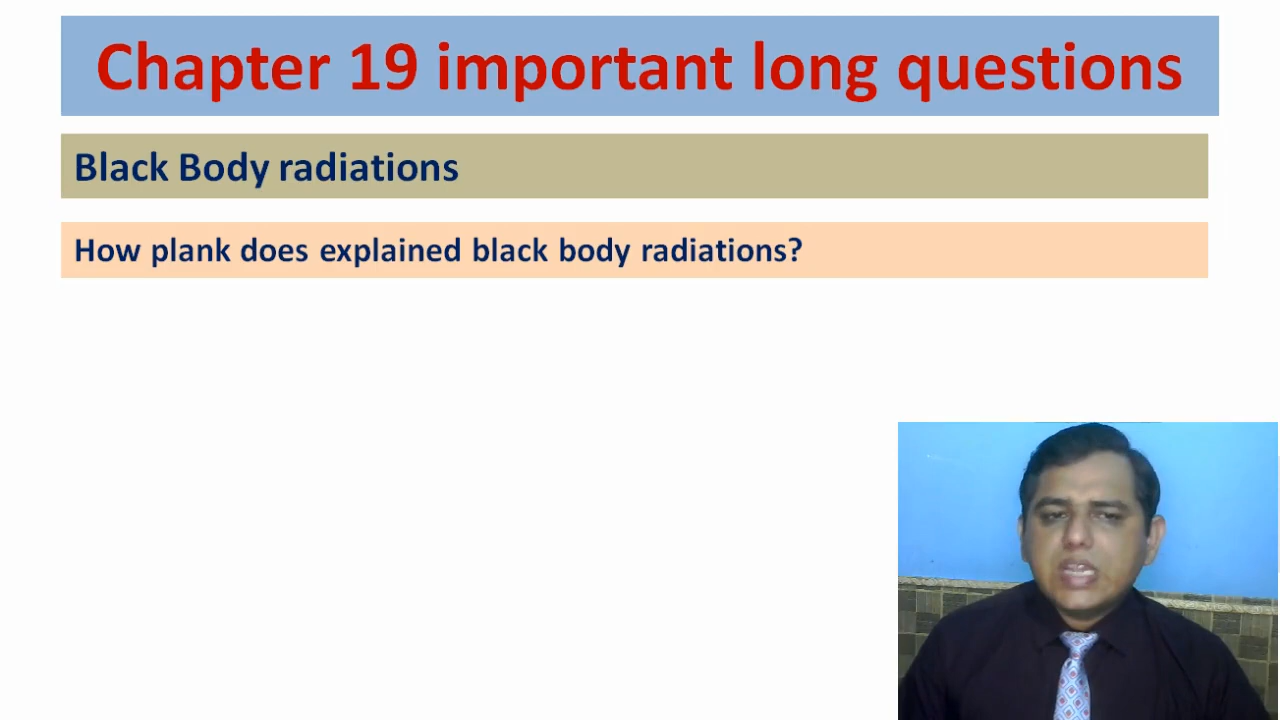 Chapter 19 important long questions
Black Body radiations
How plank does explained black body radiations?